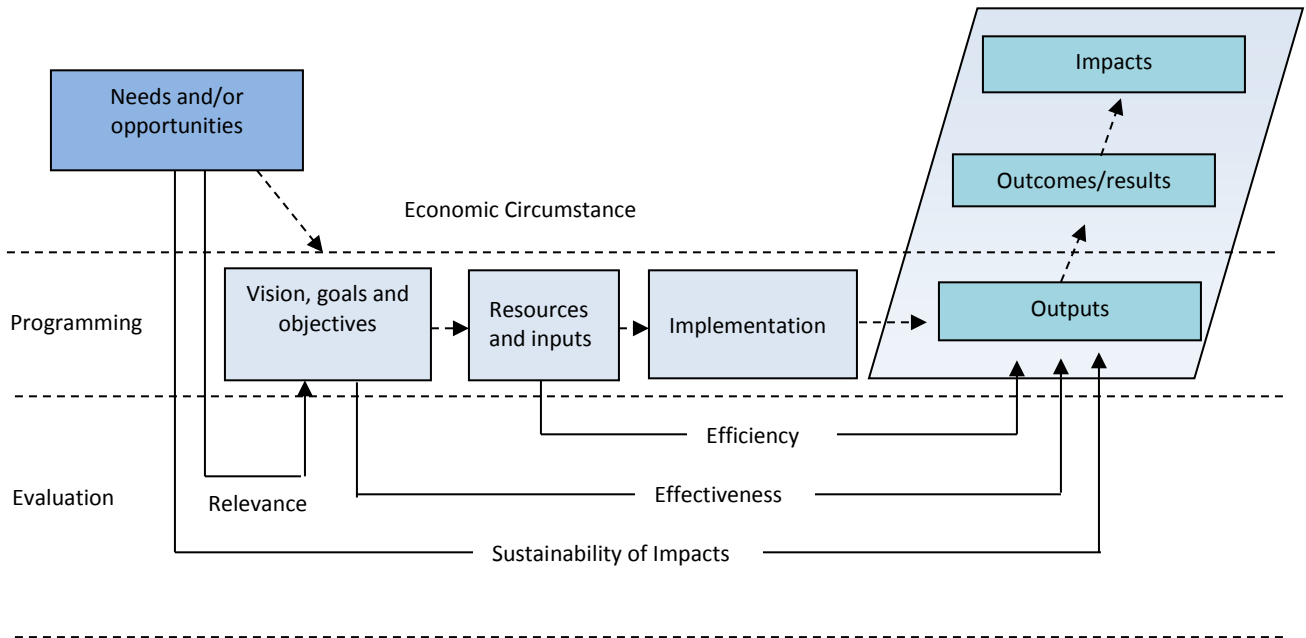 Impacts
Needs and/or
opportunities
Outcomes/results
Economic Circumstance
Vision, goals and
objectives
Resources
and inputs
Implementation
Outputs
Programming
Efficiency
Evaluation
Relevance
Effectiveness
Sustainability of Impacts